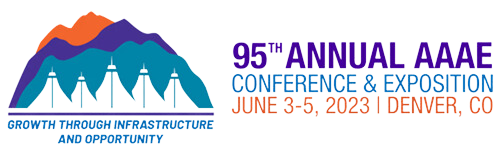 95TH ANNUAL AAAE
CONFERENCE & EXPOSITION
JUNE 3-5, 2023 | DENVER, CO
GROWTH THROUGH INFRASTRUCTURE
AND OPPORTUNITY